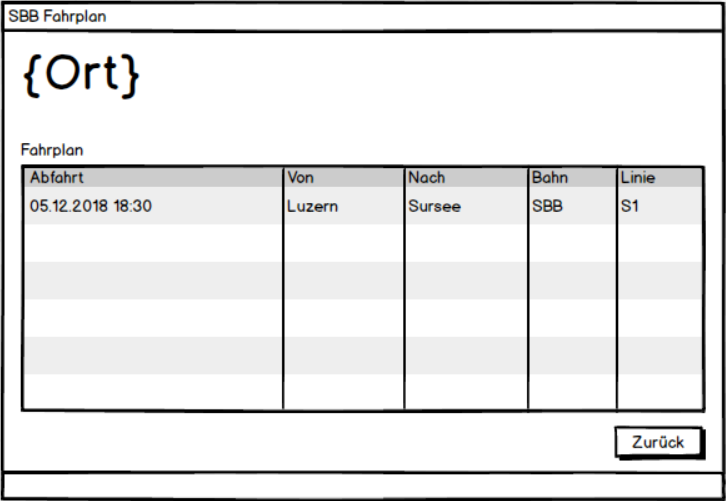 SBB Fahrplan
{Ort}
Fahrplan
Abfahrt Von Nach Bahn Linie
05.12.2018 18:30 Luzern Sursee SBB S1
Zurück